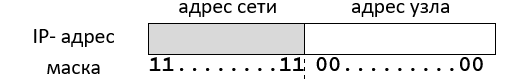 адрес сети адрес узла
IP- адрес
маска 11........11 00.........00